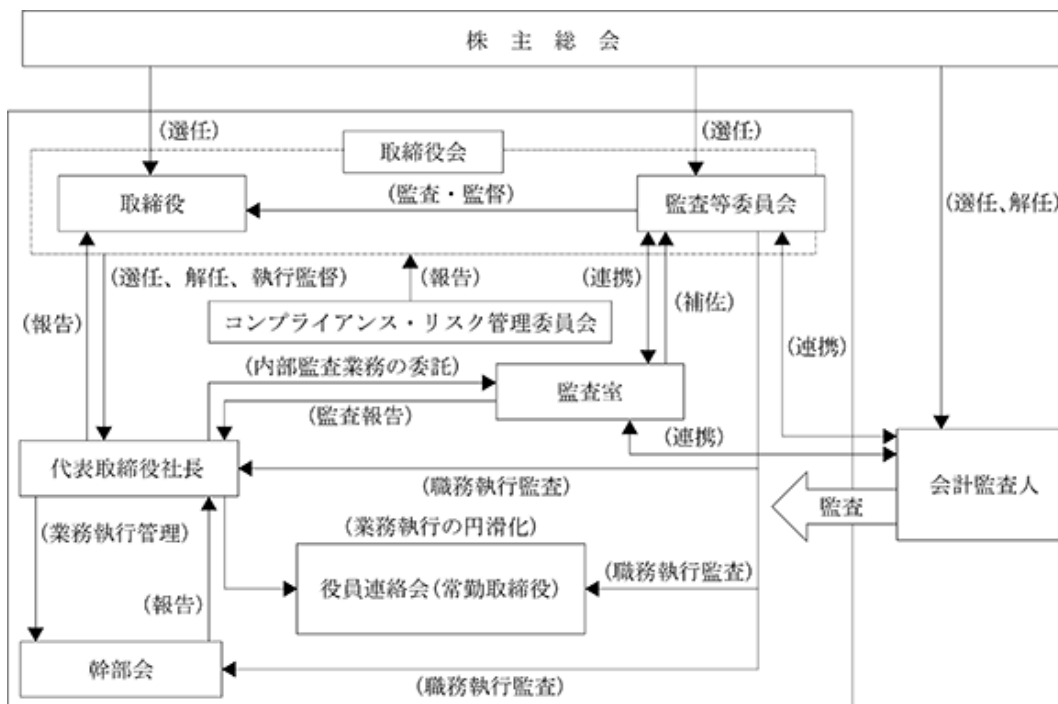 株 主 総 会
(選任)
(選任)
取締役会
取締役
(監査・監督)
監査等委員会
(選任、解任)
(選任、解任、執行監督)
(報告)
(連携)
(報告)
(補佐)
コンプライアンス・リスク管理委員会
(連携)
(内部監査業務の委託)
監査室
(監査報告)
(連携)
代表取締役社長
会計監査人
(職務執行監査)
監査
(業務執行管理)
(業務執行の円滑化)
(職務執行監査)
役員連絡会(常勤取締役)
(報告)
幹部会
(職務執行監査)